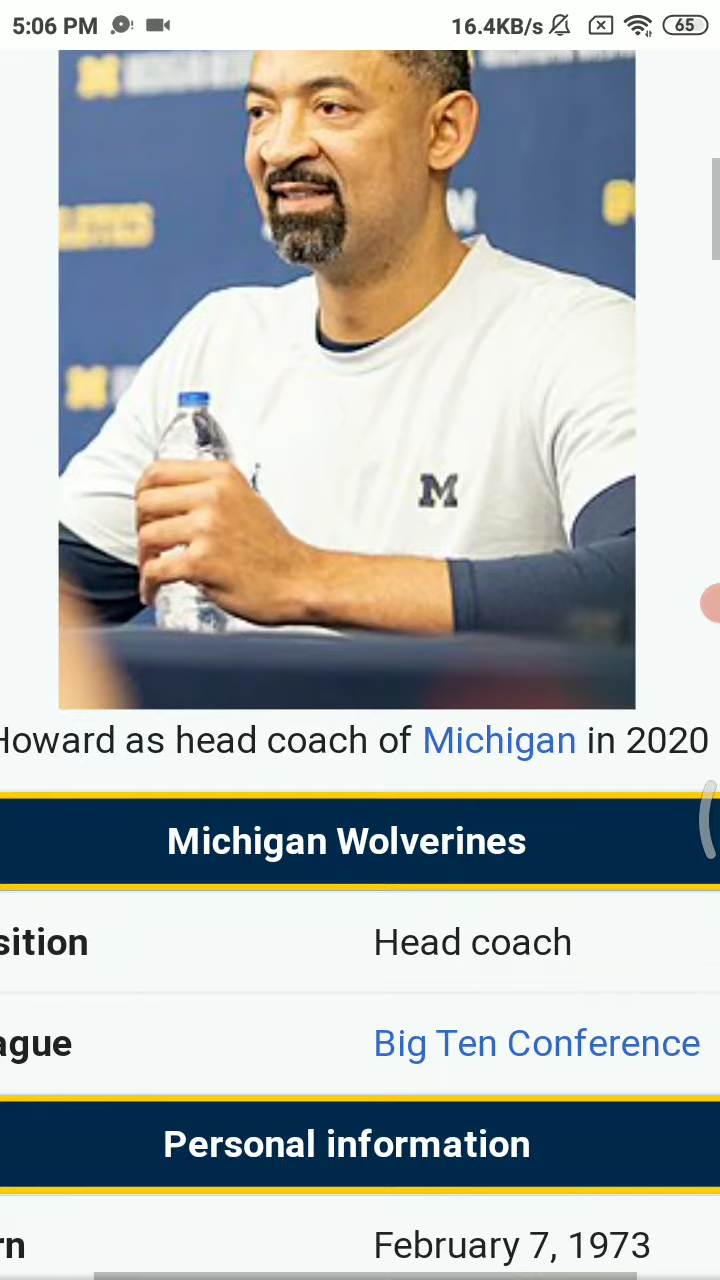 5:06 PM 16.4KB/s 65
M
Howard as head coach of Michigan in 2020
Michigan Wolverines
sition Head coach
ague Big Ten Conference
Personal information
rn February 7, 1973